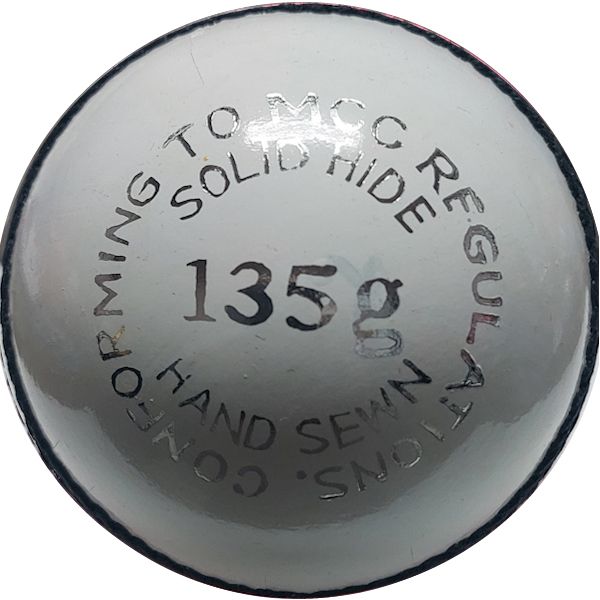 CONFORMING TO MCC REGULATIONS.
SOLID HIDE
135g
HAND SEWN